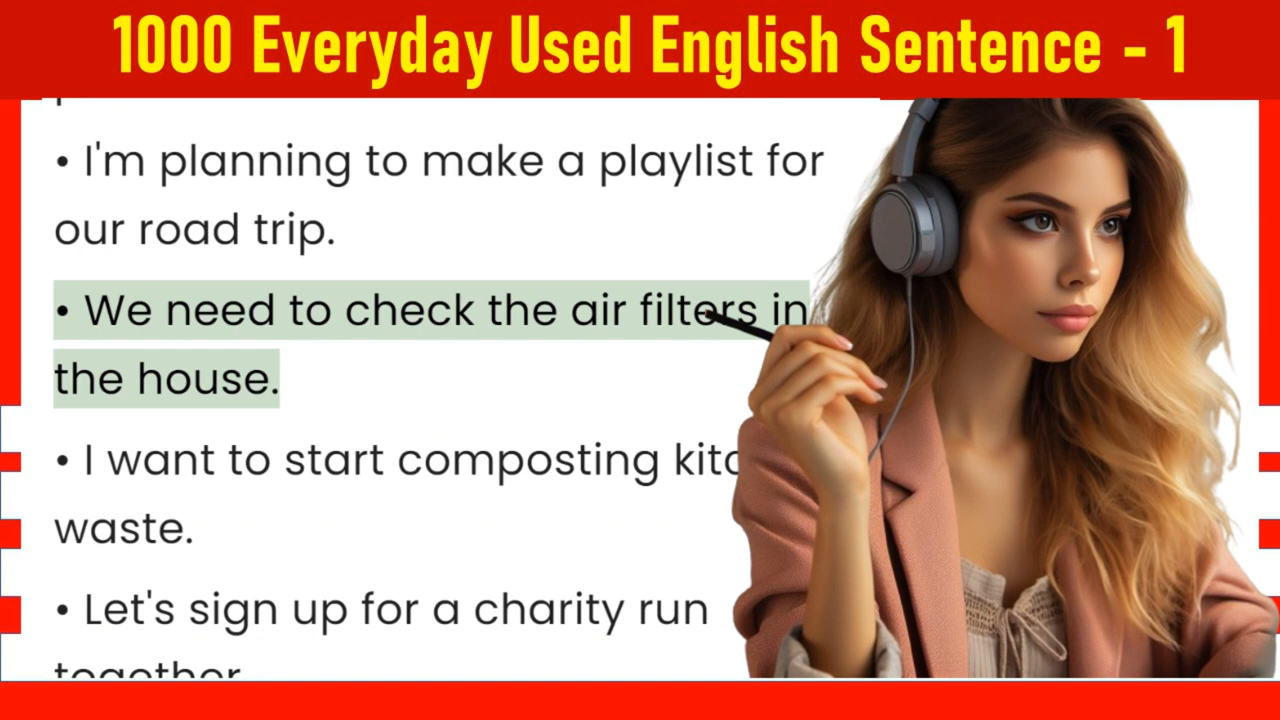 1000 Everyday Used English Sentence - 1
• I'm planning to make a playlist for
our road trip.
• We need to check the air filters in
the house.
• I want to start composting
waste.
• Let's sign up for a charity run
together